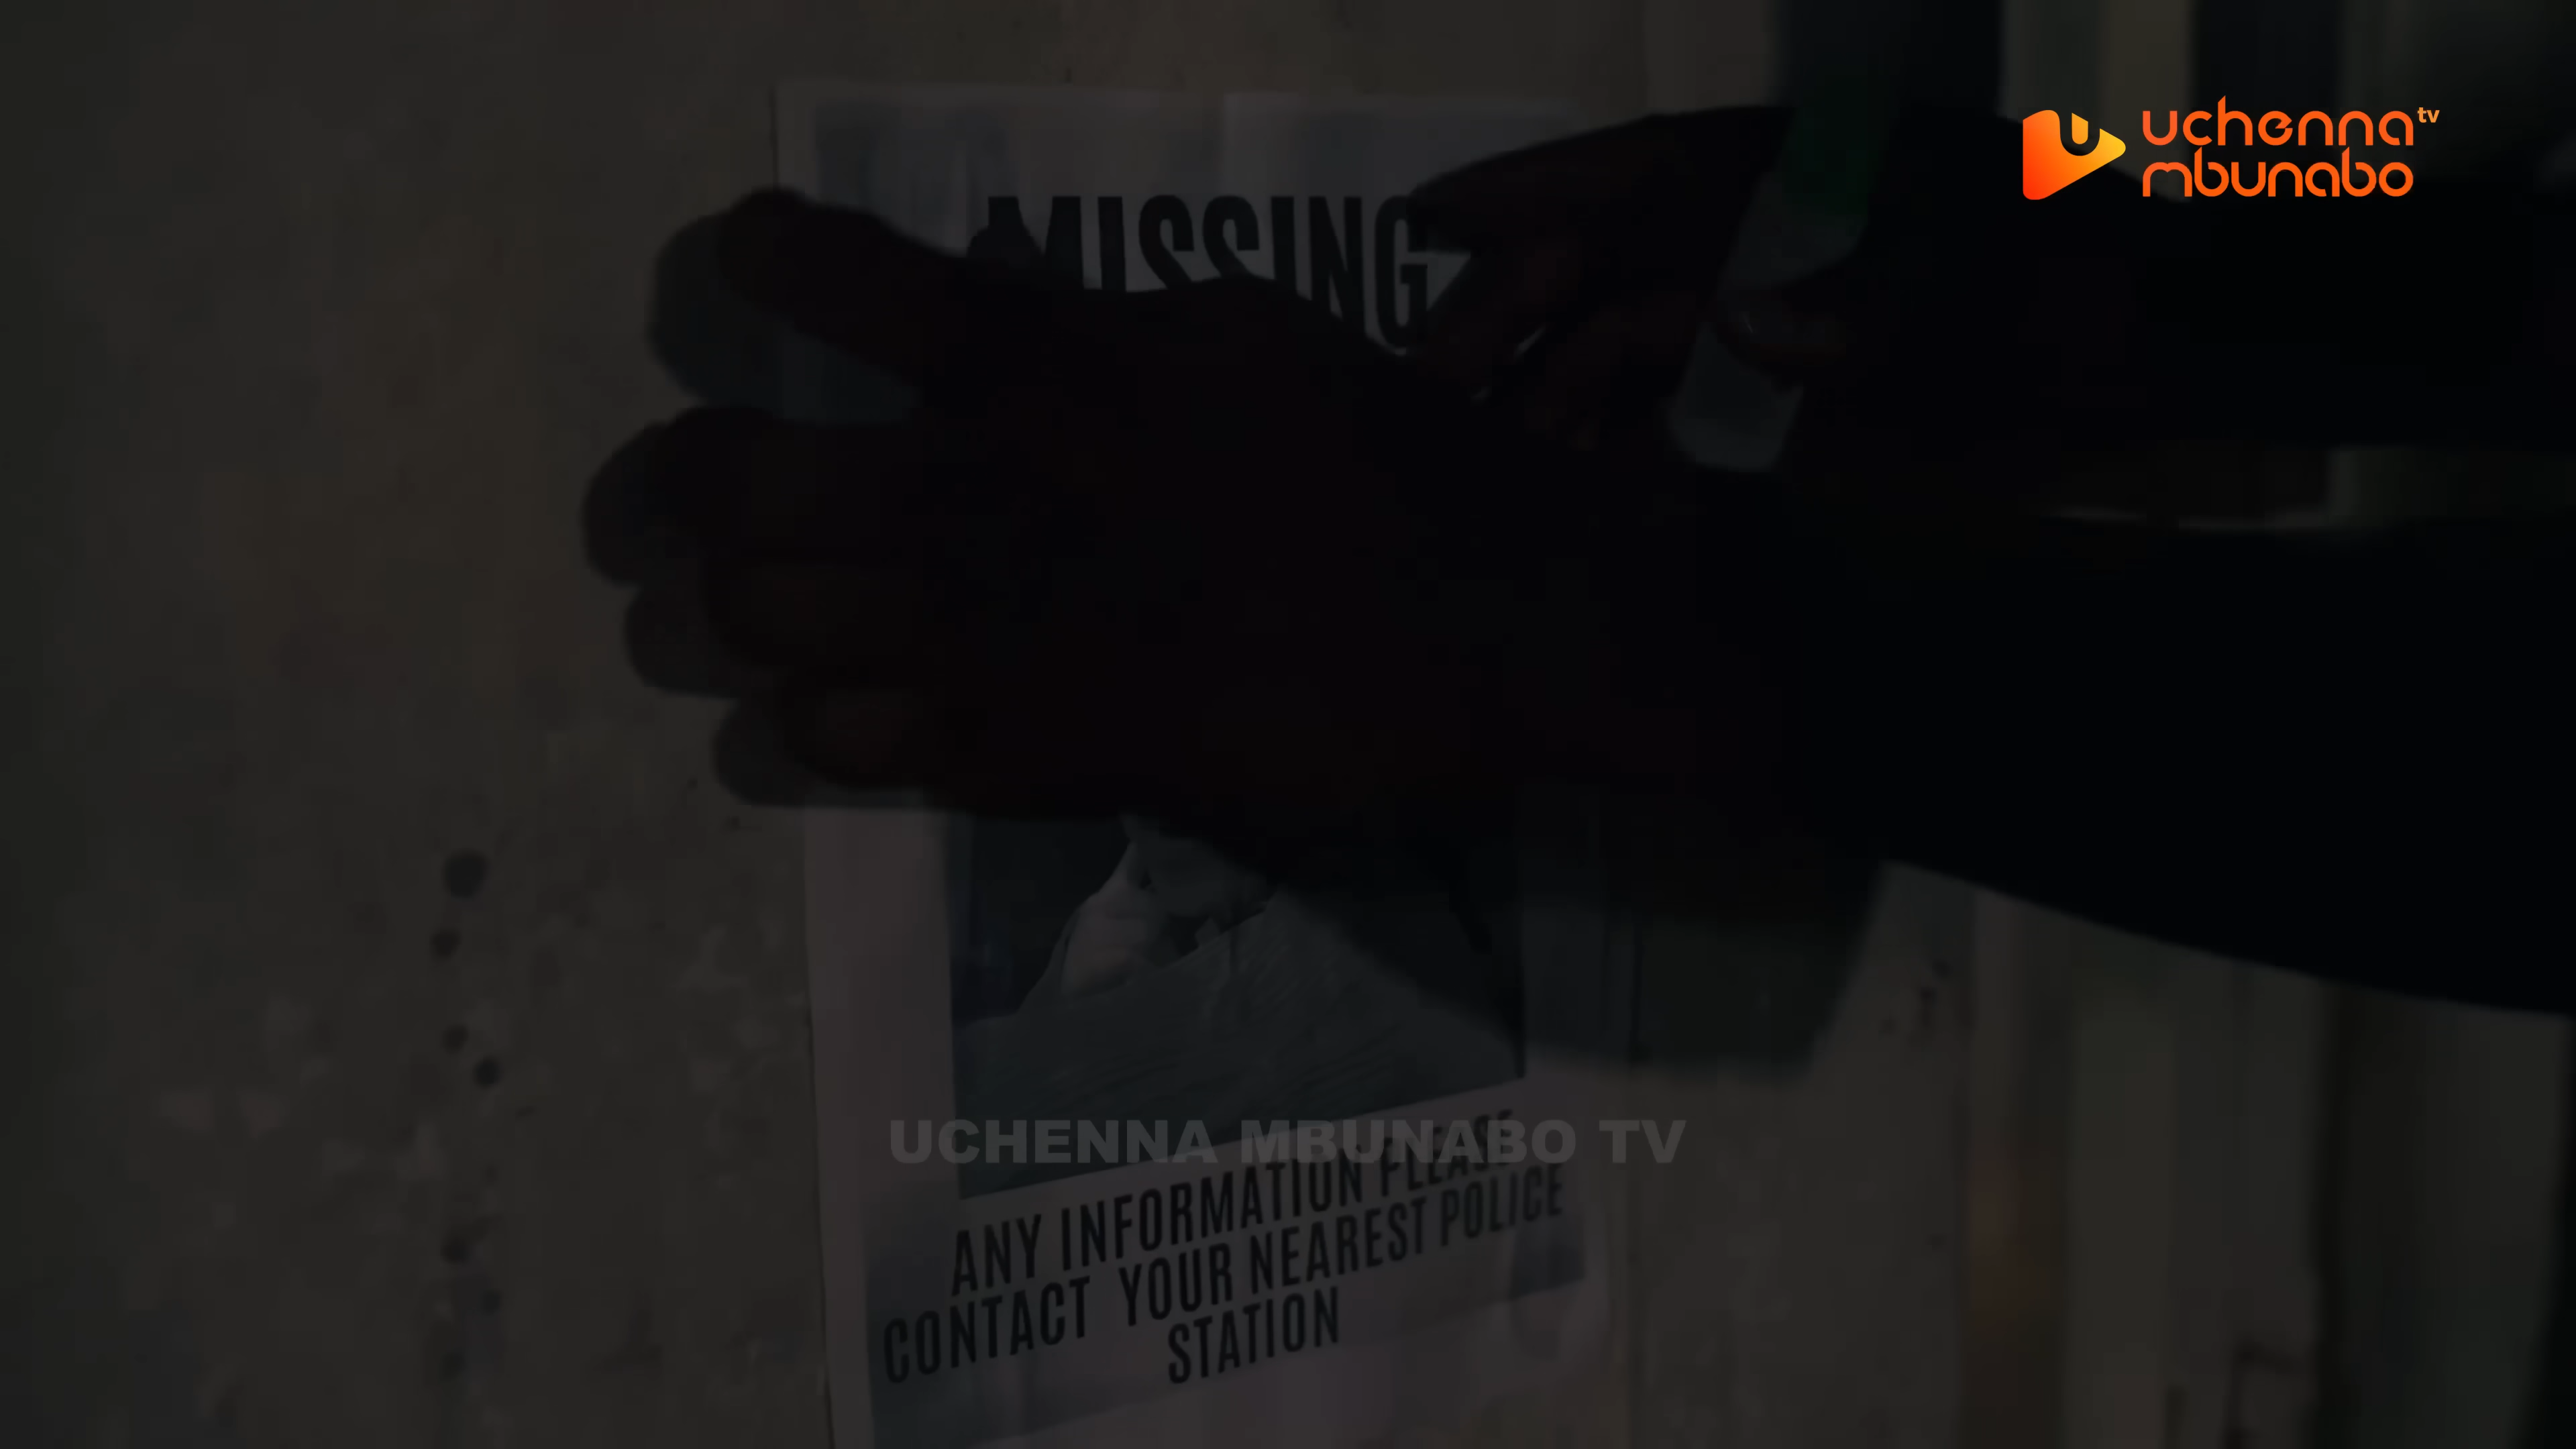 uchenna tv
mbunabo
MISSING
UCHENNA MBUNABO TV
ANY INFORMATION PLEASE
CONTACT YOUR NEAREST POLICE
STATION